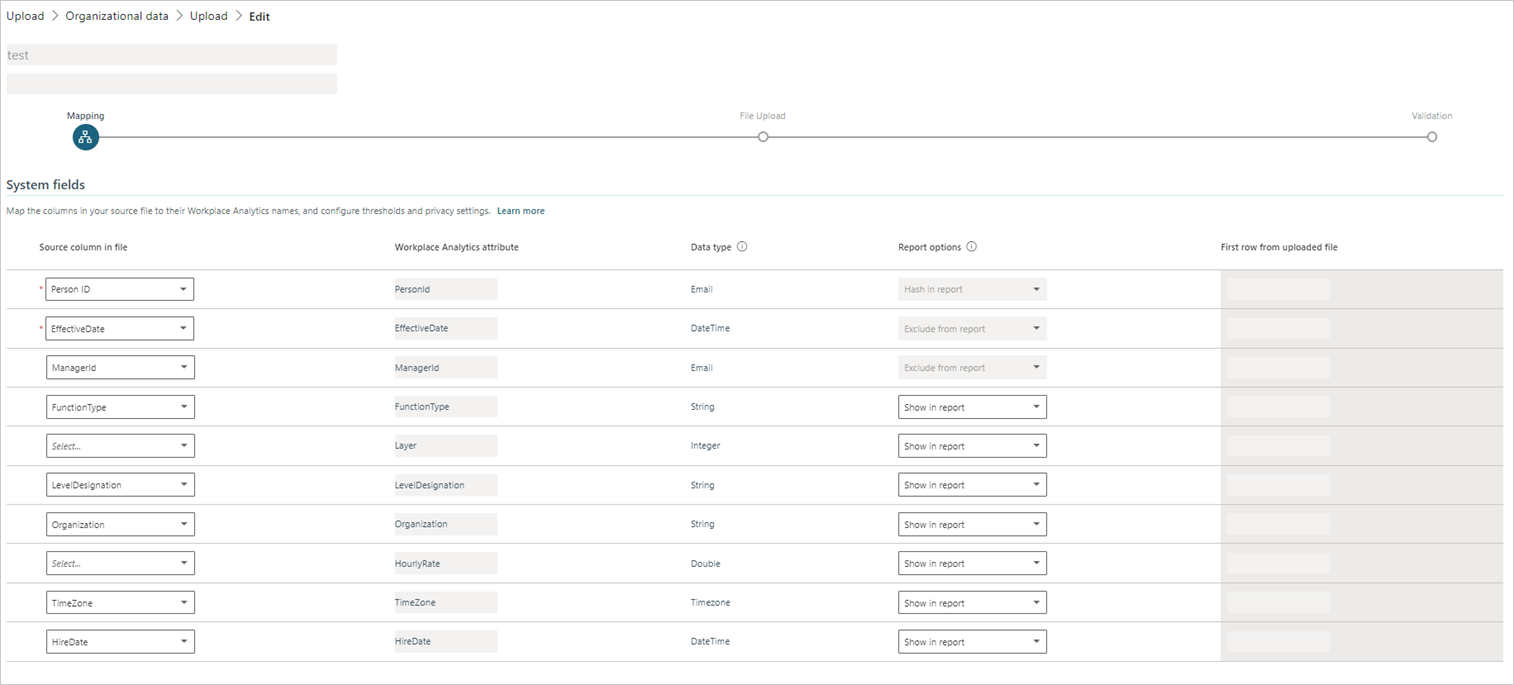 Upload > Organizational data > Upload > Edit
test
Mapping File Upload Validation
System fields
Map the columns in your source file to their Workplace Analytics names, and configure thresholds and privacy settings. Learn more
Source column in file Workplace Analytics attribute Data type Report options First row from uploaded file
* Person ID PersonId Email Hash in report
* EffectiveDate EffectiveDate DateTime Exclude from report
ManagerId ManagerId Email Exclude from report
FunctionType FunctionType String Show in report
Select... Layer Integer Show in report
LevelDesignation LevelDesignation String Show in report
Organization Organization String Show in report
Select... HourlyRate Double Show in report
TimeZone TimeZone Timezone Show in report
HireDate HireDate DateTime Show in report